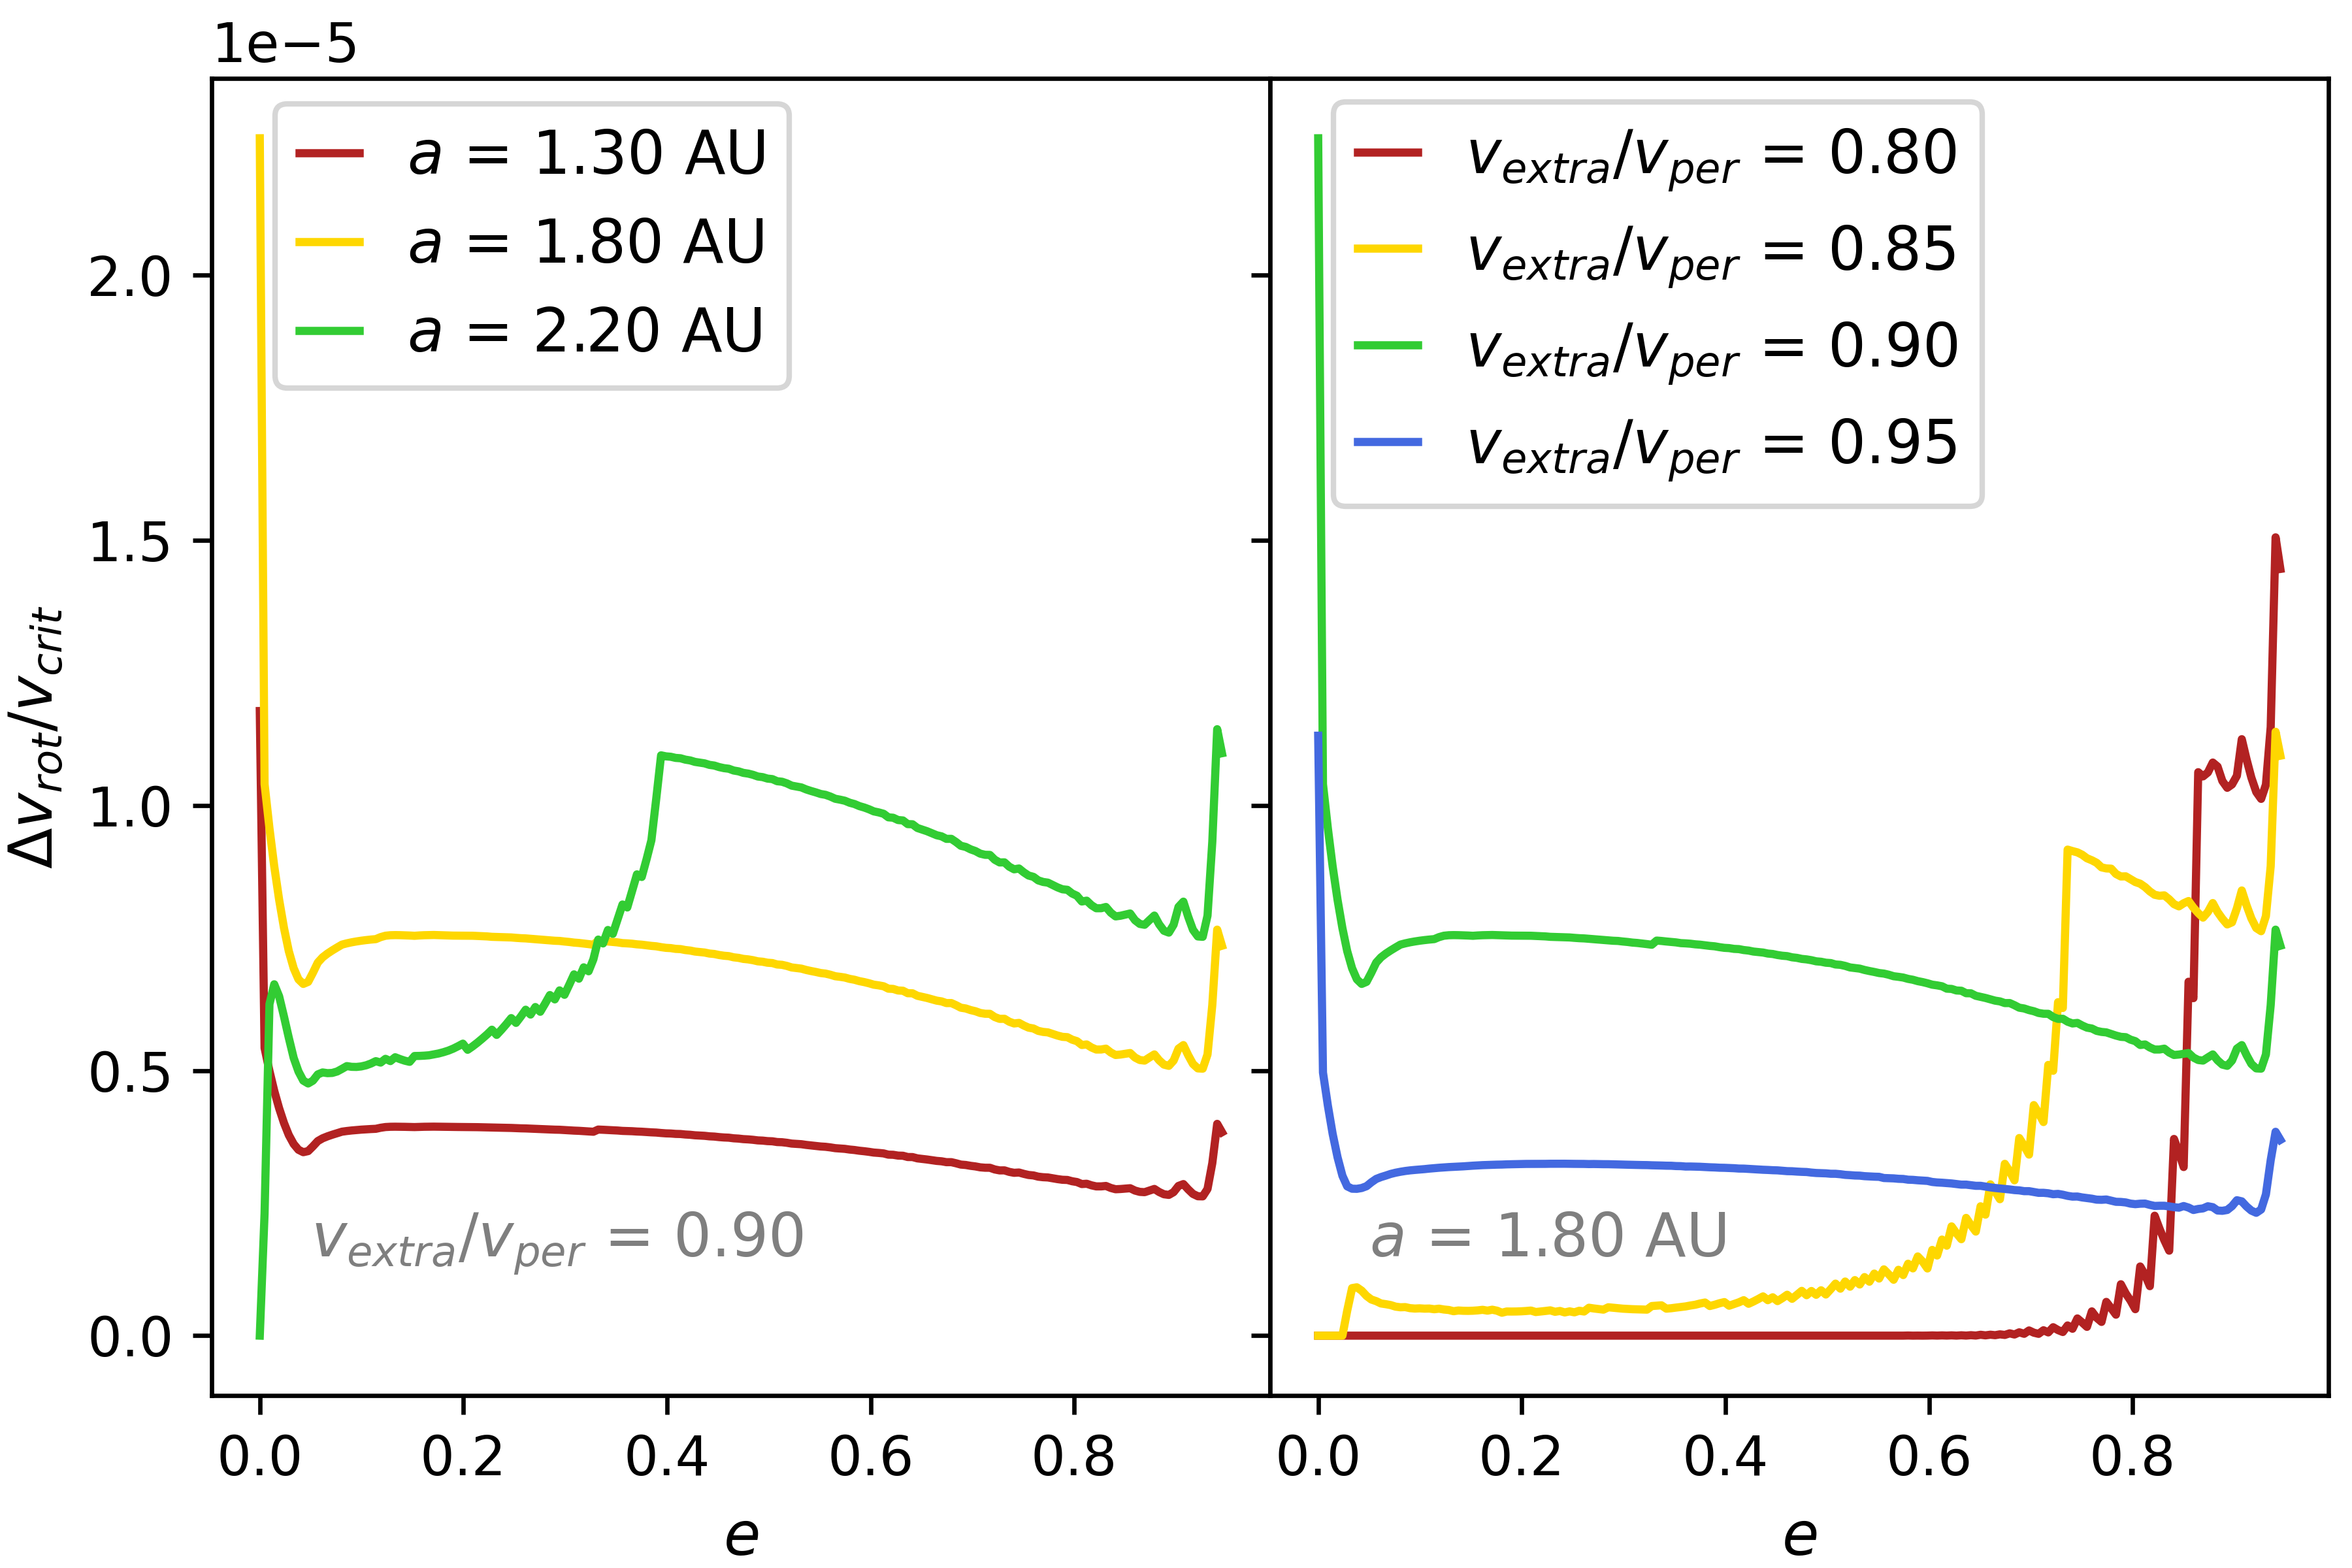 1e−5
a = 1.30 AU
a = 1.80 AU
a = 2.20 AU
v_extra/v_per = 0.80
v_extra/v_per = 0.85
v_extra/v_per = 0.90
v_extra/v_per = 0.95
Δv_rot/v_crit
2.0
1.5
1.0
0.5
0.0
v_extra/v_per = 0.90
a = 1.80 AU
0.0 0.2 0.4 0.6 0.8
0.0 0.2 0.4 0.6 0.8
e
e